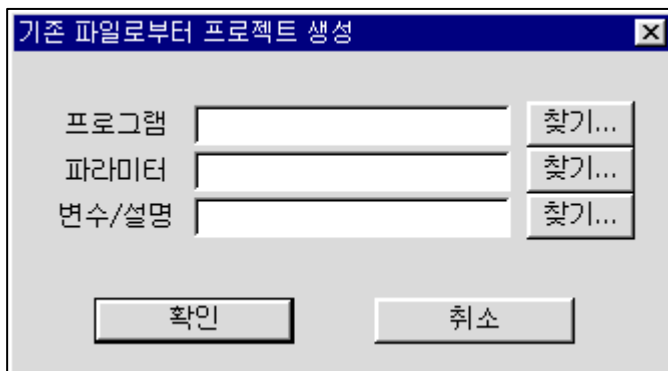 기존 파일로부터 프로젝트 생성
프로그램 찾기...
파라미터 찾기...
변수/설명 찾기...
확인 취소